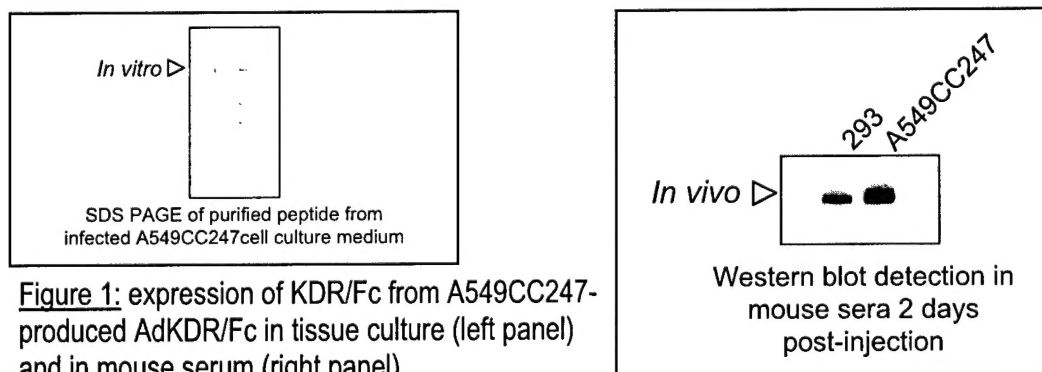 In vitro
SDS PAGE of purified peptide from
infected A549CC247cell culture medium
Figure 1: expression of KDR/Fc from A549CC247-
produced AdKDR/Fc in tissue culture (left panel)
and in mouse serum (right panel)
293
A549CC247
In vivo
Western blot detection in
mouse sera 2 days
post-injection